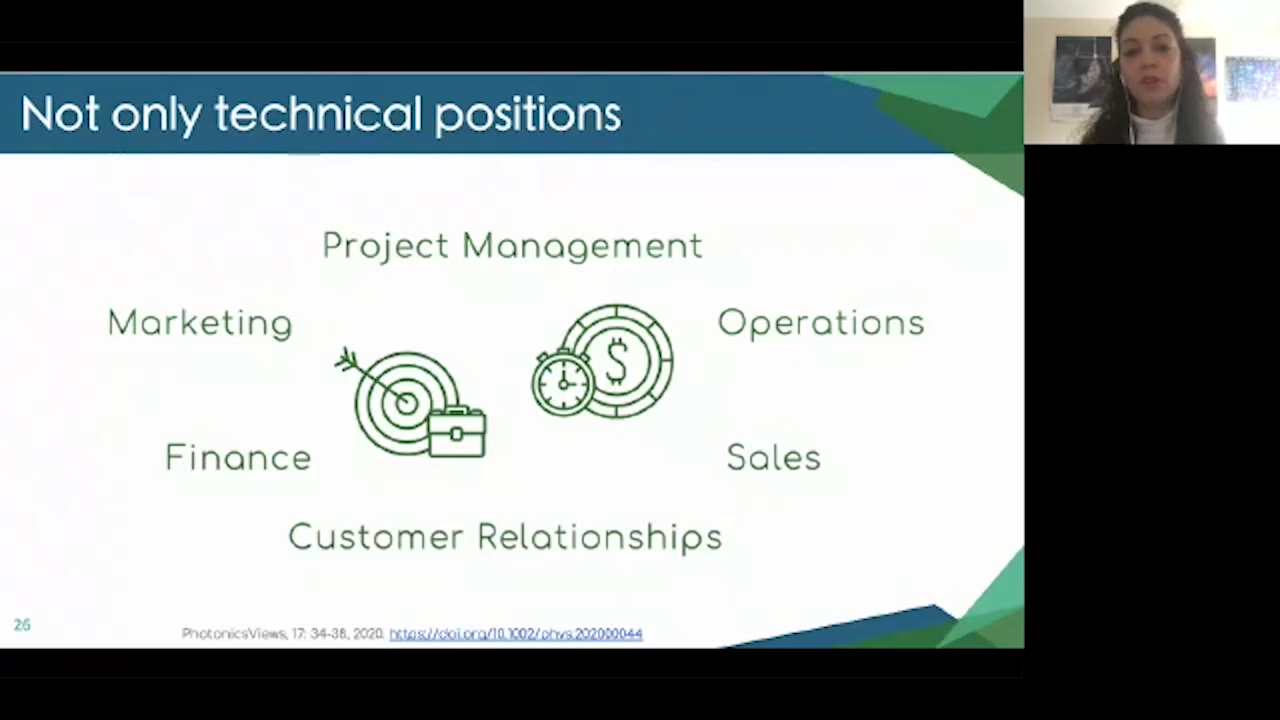 Not only technical positions
Project Management
Marketing
Operations
$
Finance
Sales
Customer Relationships
26
PhotonicsViews, 17: 34-38, 2020. https://doi.org/10.1002/phvs.202000044